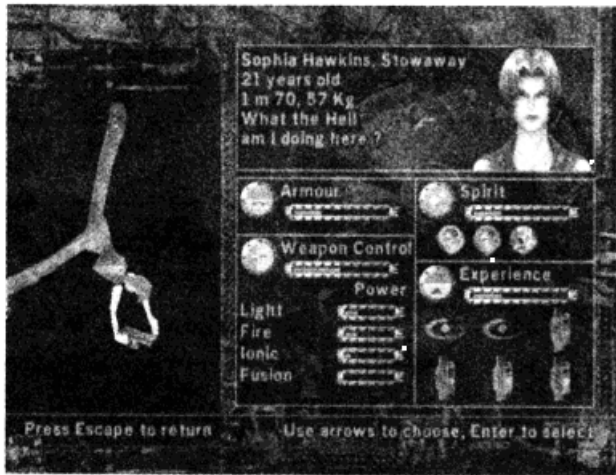 Sophia Hawkins, Stowaway
21 years old
1 m 70, 57 Kg
What the Hell
am I doing here ?
Armour
Spirit
Weapon Control
Power
Light
Fire
Ionic
Fusion
Experience
Press Escape to return
Use arrows to choose, Enter to select